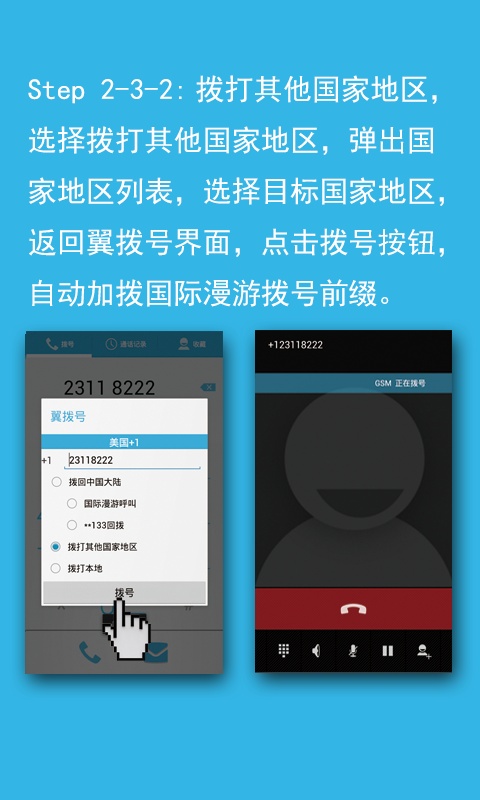 Step 2-3-2: 拨打其他国家地区，
选择拨打其他国家地区，弹出国
家地区列表，选择目标国家地区，
返回翼拨号界面，点击拨号按钮，
自动加拨国际漫游拨号前缀。
拨号 通话记录 收藏
2311 8222
翼拨号
美国+1
+1 23118222
拨回中国大陆
国际漫游呼叫
**133回拨
拨打其他国家地区
拨打本地
拨号
+123118222
GSM 正在拨号